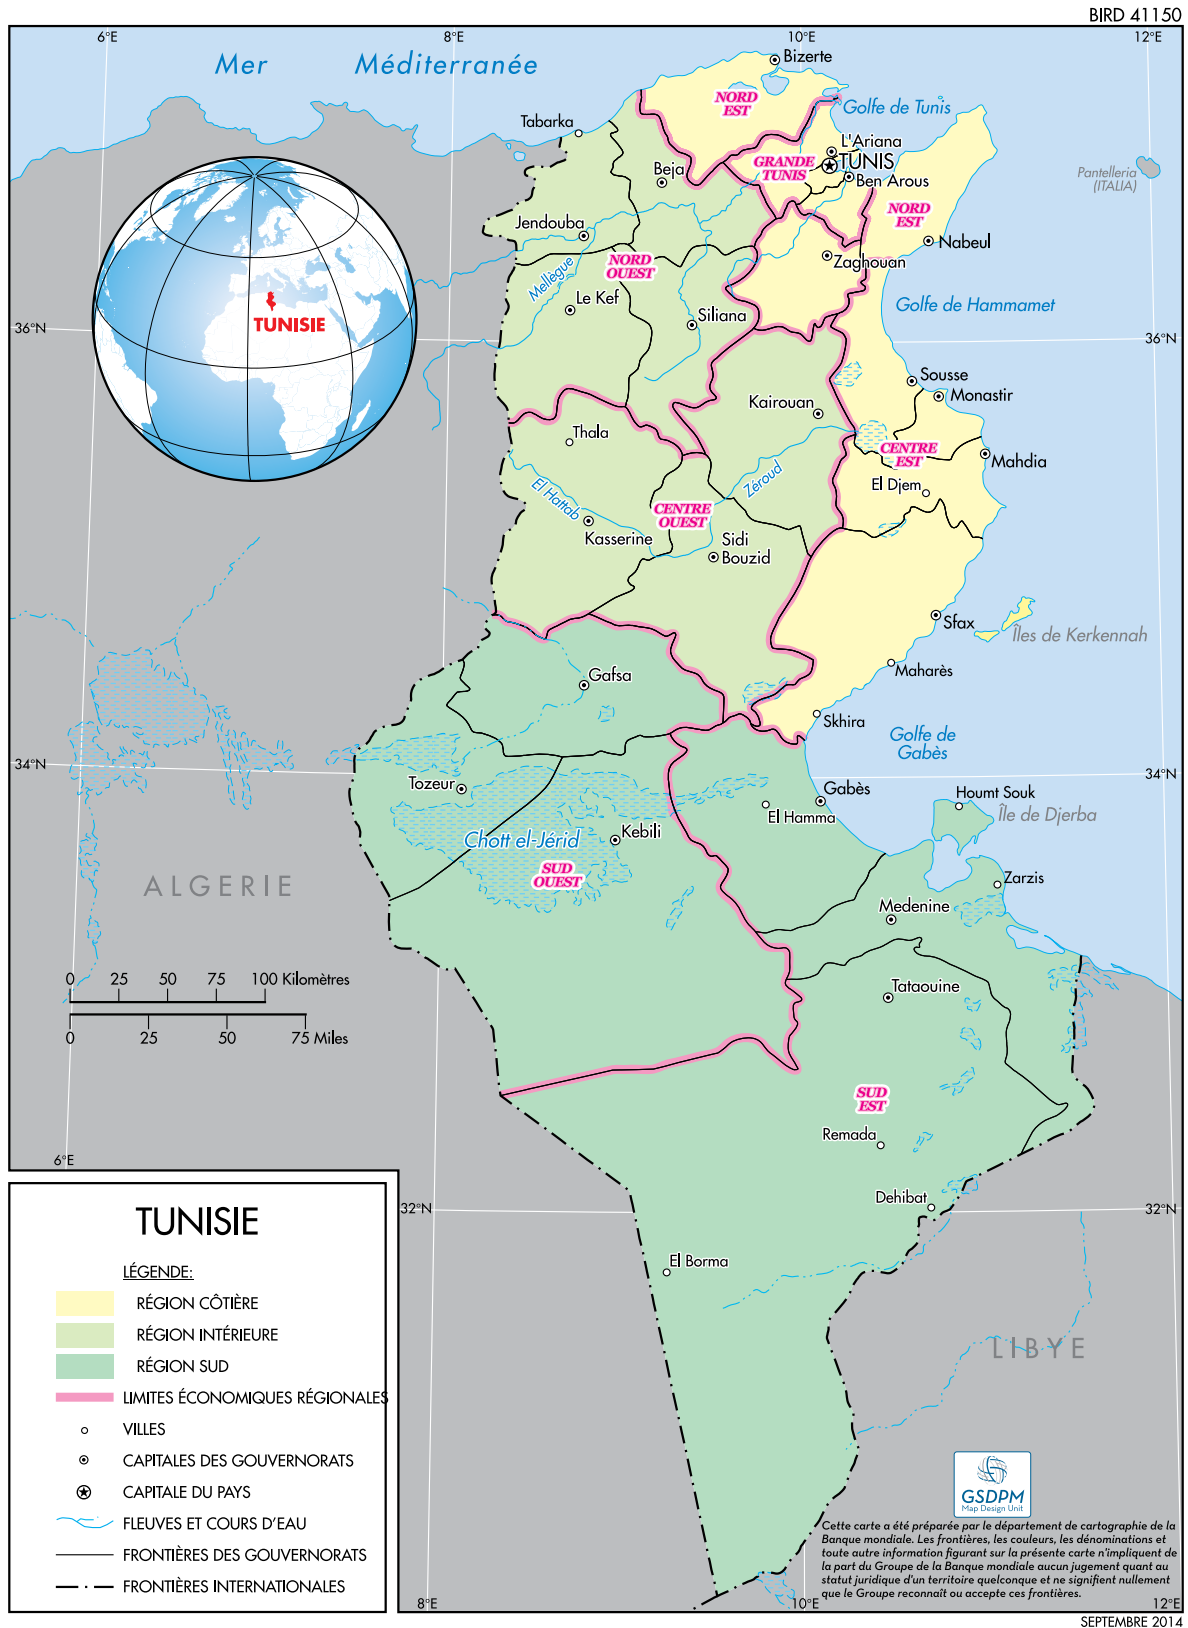 BIRD 41150
6°E
8°E
10°E
12°E
Mer Méditerranée
Bizerte
NORD
EST
Golfe de Tunis
Tabarka
L'Ariana
TUNIS
GRANDE
TUNIS
Beja
Ben Arous
Pantelleria
(ITALIA)
NORD
EST
Jendouba
Nabeul
NORD
OUEST
Zaghouan
Mellègue
Le Kef
Golfe de Hammamet
Siliana
TUNISIE
36°N
36°N
Sousse
Monastir
Kairouan
Thala
CENTRE
EST
Mahdia
Zéroud
El Djem
El Hattab
CENTRE
OUEST
Kasserine
Sidi
Bouzid
Sfax
Îles de Kerkennah
Gafsa
Maharès
Skhira
Golfe de
Gabès
34°N
34°N
Tozeur
Gabès
Houmt Souk
El Hamma
Île de Djerba
Kebili
Chott el-Jérid
SUD
OUEST
ALGERIE
Zarzis
Medenine
0 25 50 75 100 Kilomètres
0 25 50 75 Miles
Tataouine
SUD
EST
Remada
6°E
Dehibat
32°N
32°N
El Borma
LIBYE
TUNISIE
LÉGENDE:
RÉGION CÔTIÈRE
RÉGION INTÉRIEURE
RÉGION SUD
LIMITES ÉCONOMIQUES RÉGIONALES
VILLES
CAPITALES DES GOUVERNORATS
CAPITALE DU PAYS
FLEUVES ET COURS D'EAU
FRONTIÈRES DES GOUVERNORATS
FRONTIÈRES INTERNATIONALES
GSDPM
Map Design Unit
Cette carte a été préparée par le département de cartographie de la
Banque mondiale. Les frontières, les couleurs, les dénominations et
toute autre information figurant sur la présente carte n'impliquent de
la part du Groupe de la Banque mondiale aucun jugement quant au
statut juridique d'un territoire quelconque et ne signifient nullement
que le Groupe reconnaît ou accepte ces frontières.
8°E
10°E
12°E
SEPTEMBRE 2014